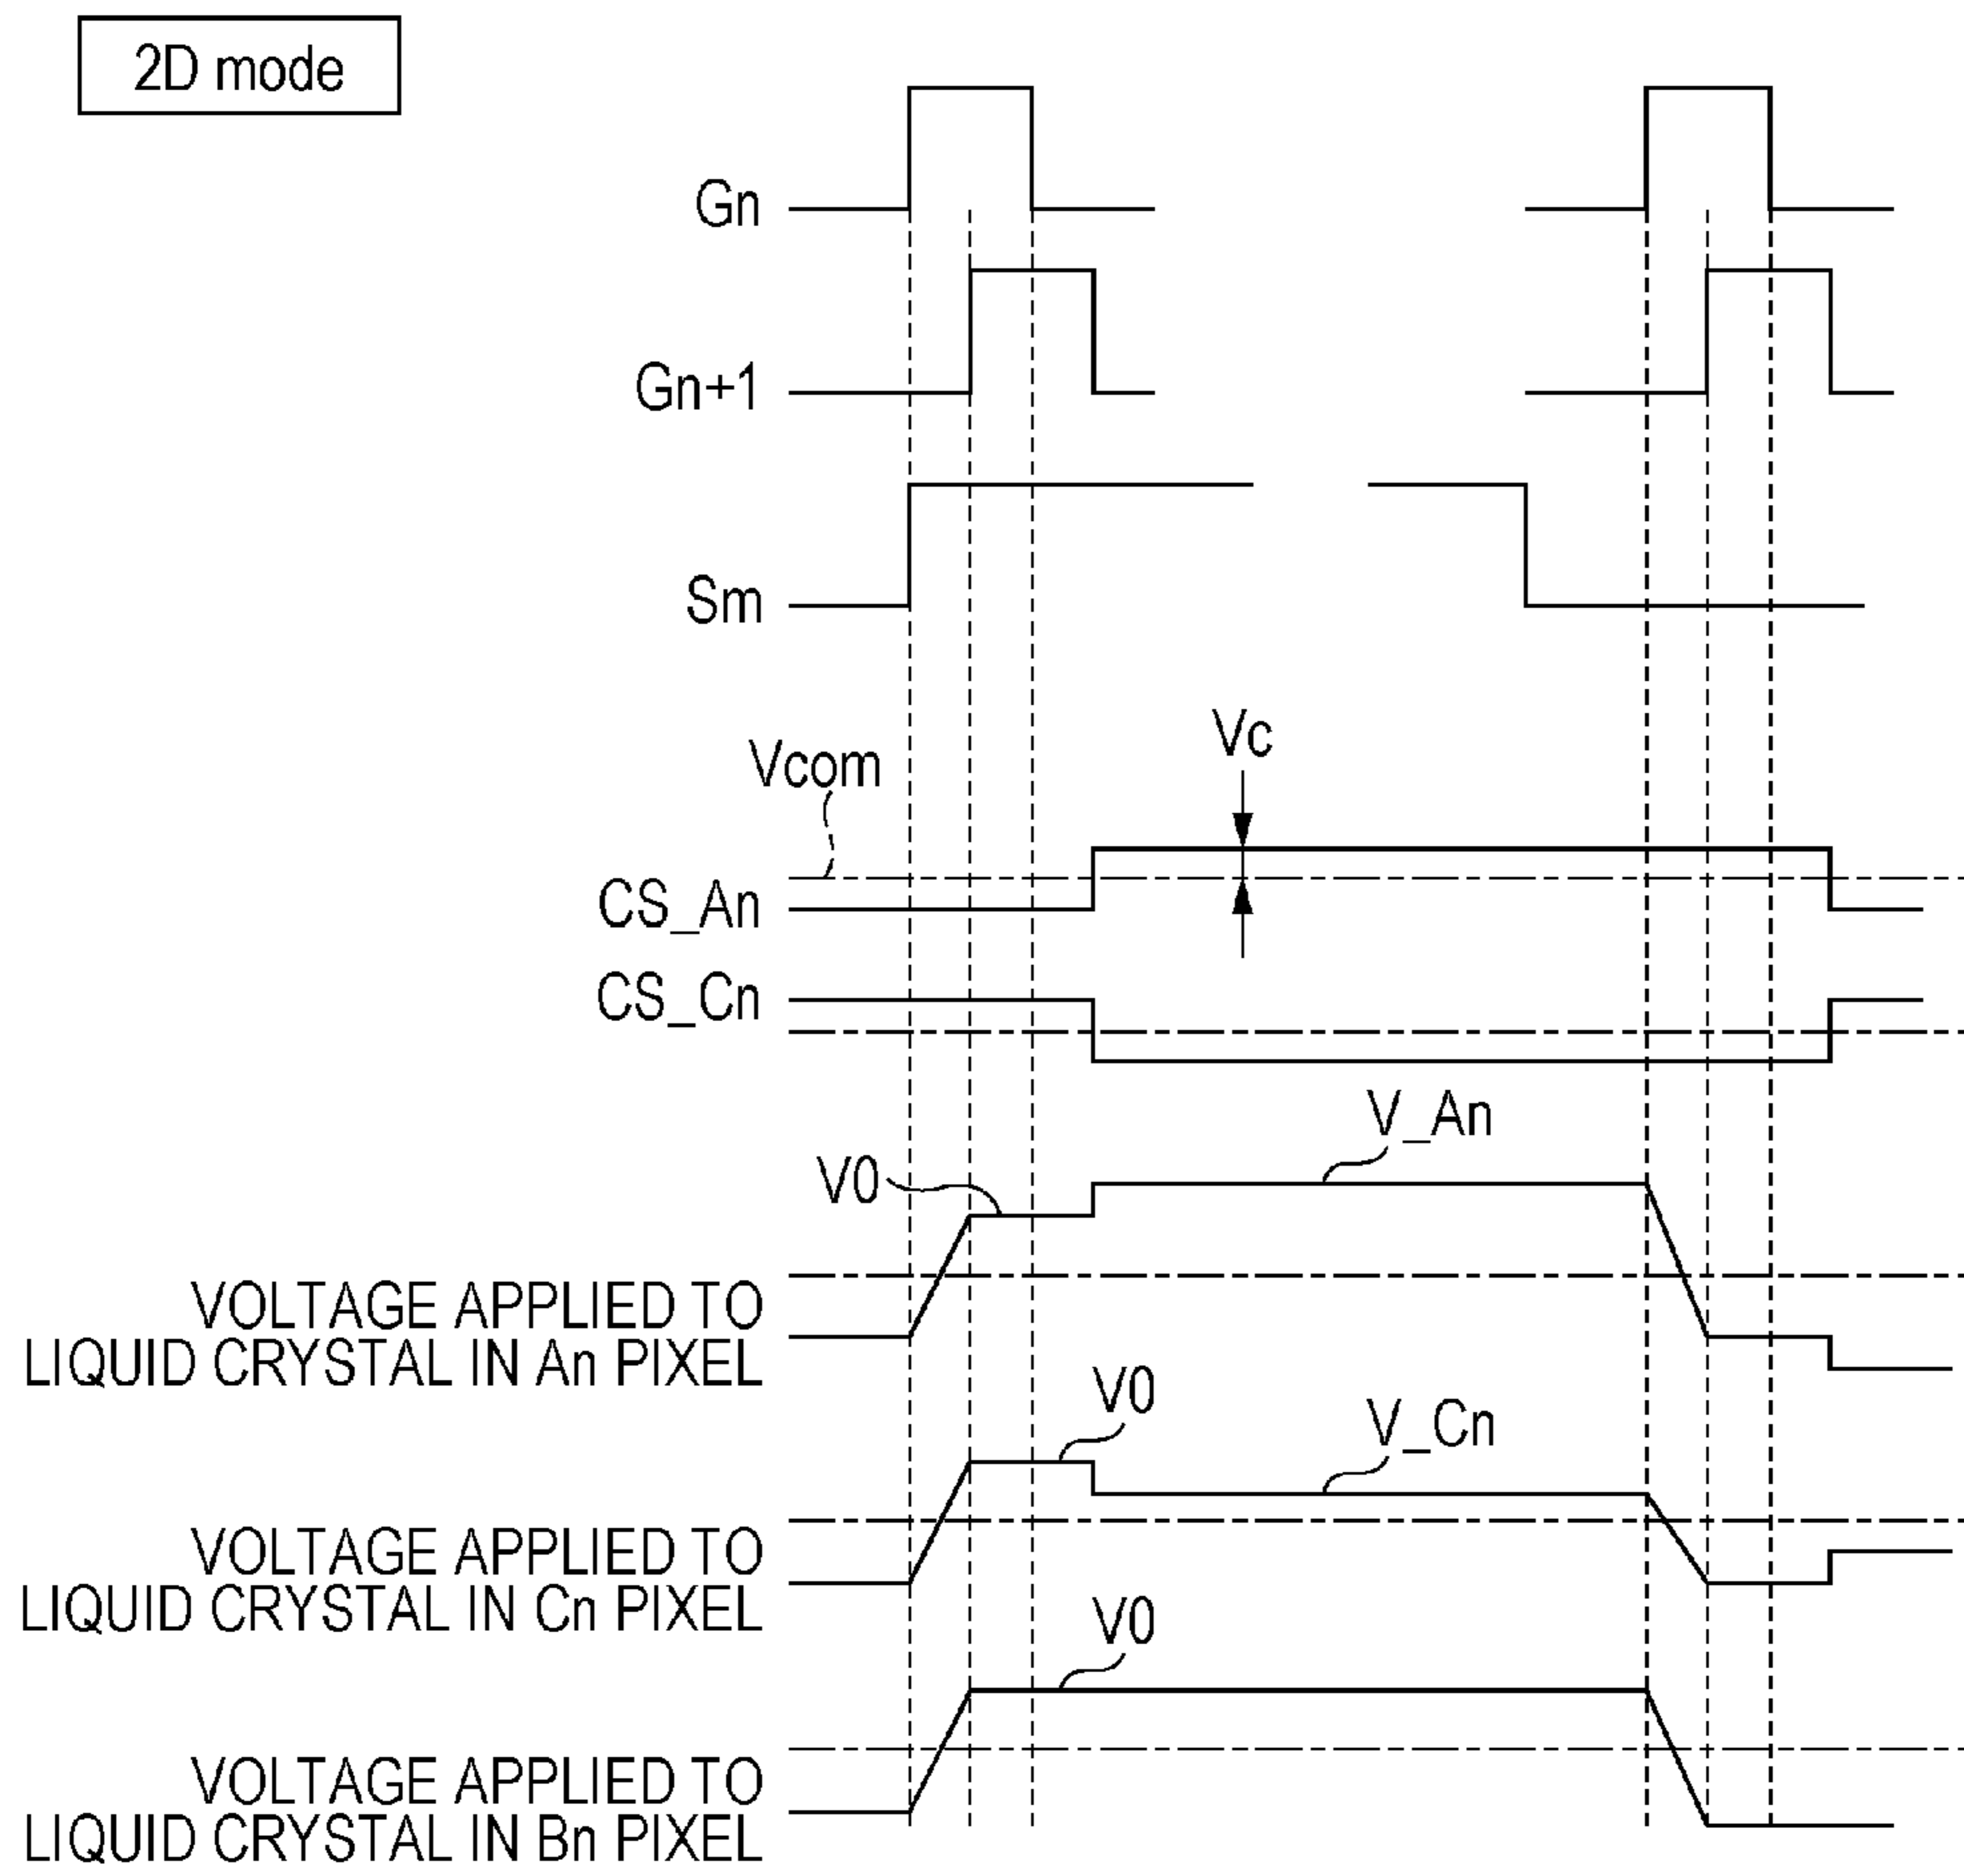 2D mode
Gn
Gn+1
Sm
Vcom
Vc
CS_An
CS_Cn
V_An
V0
VOLTAGE APPLIED TO
LIQUID CRYSTAL IN An PIXEL
V0
V_Cn
VOLTAGE APPLIED TO
LIQUID CRYSTAL IN Cn PIXEL
V0
VOLTAGE APPLIED TO
LIQUID CRYSTAL IN Bn PIXEL